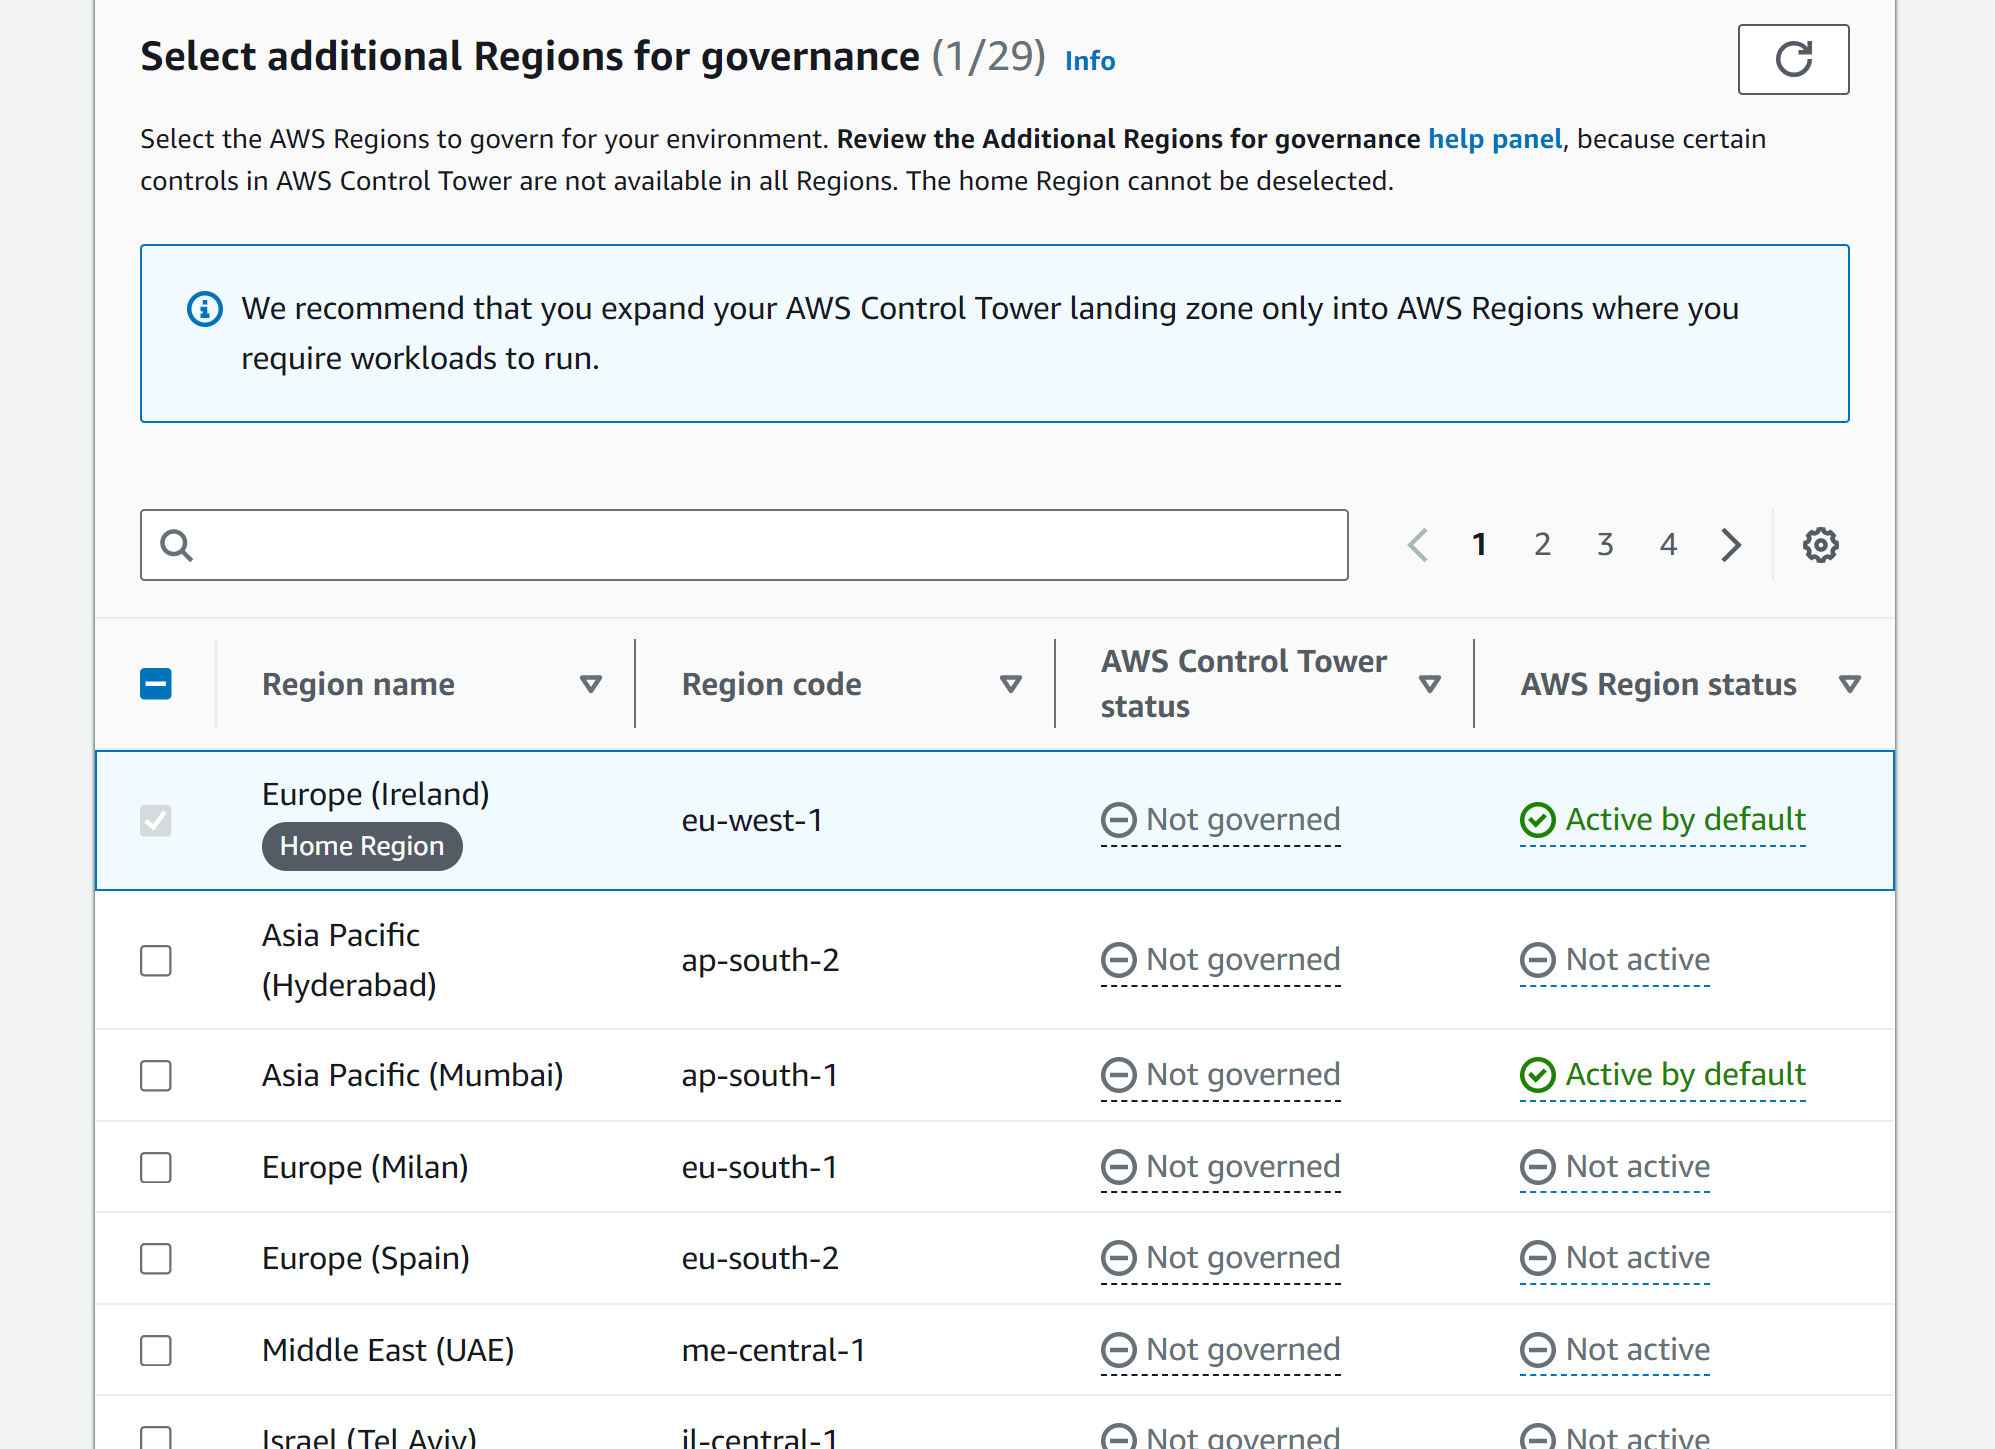 Select additional Regions for governance (1/29) Info
Select the AWS Regions to govern for your environment. Review the Additional Regions for governance help panel, because certain
controls in AWS Control Tower are not available in all Regions. The home Region cannot be deselected.
We recommend that you expand your AWS Control Tower landing zone only into AWS Regions where you
require workloads to run.
1 2 3 4
Region name Region code AWS Control Tower status AWS Region status
Europe (Ireland)
Home Region
eu-west-1 Not governed Active by default
Asia Pacific
(Hyderabad)
ap-south-2 Not governed Not active
Asia Pacific (Mumbai) ap-south-1 Not governed Active by default
Europe (Milan) eu-south-1 Not governed Not active
Europe (Spain) eu-south-2 Not governed Not active
Middle East (UAE) me-central-1 Not governed Not active
Israel (Tel Aviv) il-central-1 Not governed Not active